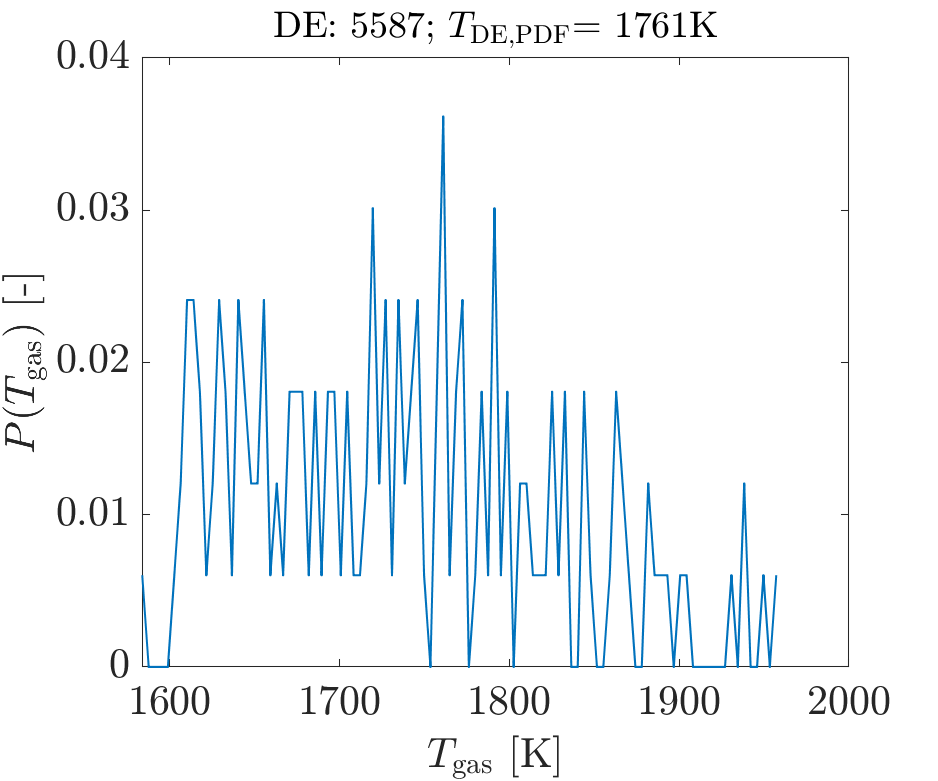 DE: 5587; T_DE,PDF= 1761K
0.04
0.03
0.02
0.01
0
P(T_gas) [-]
1600 1700 1800 1900 2000
T_gas [K]